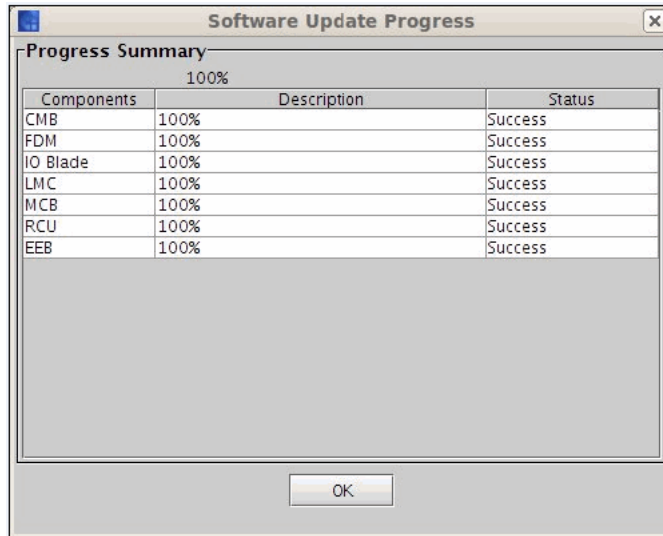 Software Update Progress
Progress Summary
100%
Components Description Status
CMB 100% Success
FDM 100% Success
IO Blade 100% Success
LMC 100% Success
MCB 100% Success
RCU 100% Success
EEB 100% Success
OK